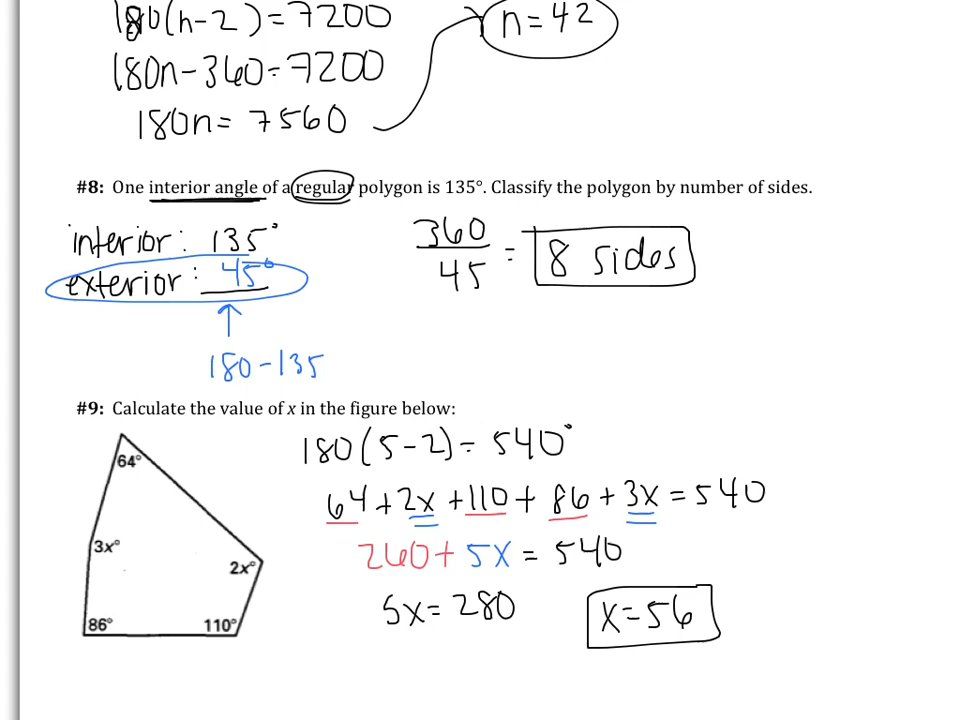 180(n-2)=7200
n=42
180n-360=7200
180n=7560
#8: One interior angle of a regular polygon is 135°. Classify the polygon by number of sides.
interior: 135°
exterior: 45°
180-135
360/45 = 8 sides
#9: Calculate the value of x in the figure below:
64°
3x°
2x°
86°
110°
180(5-2)=540°
64+2x+110+86+3x=540
260+5x=540
5x=280
x=56